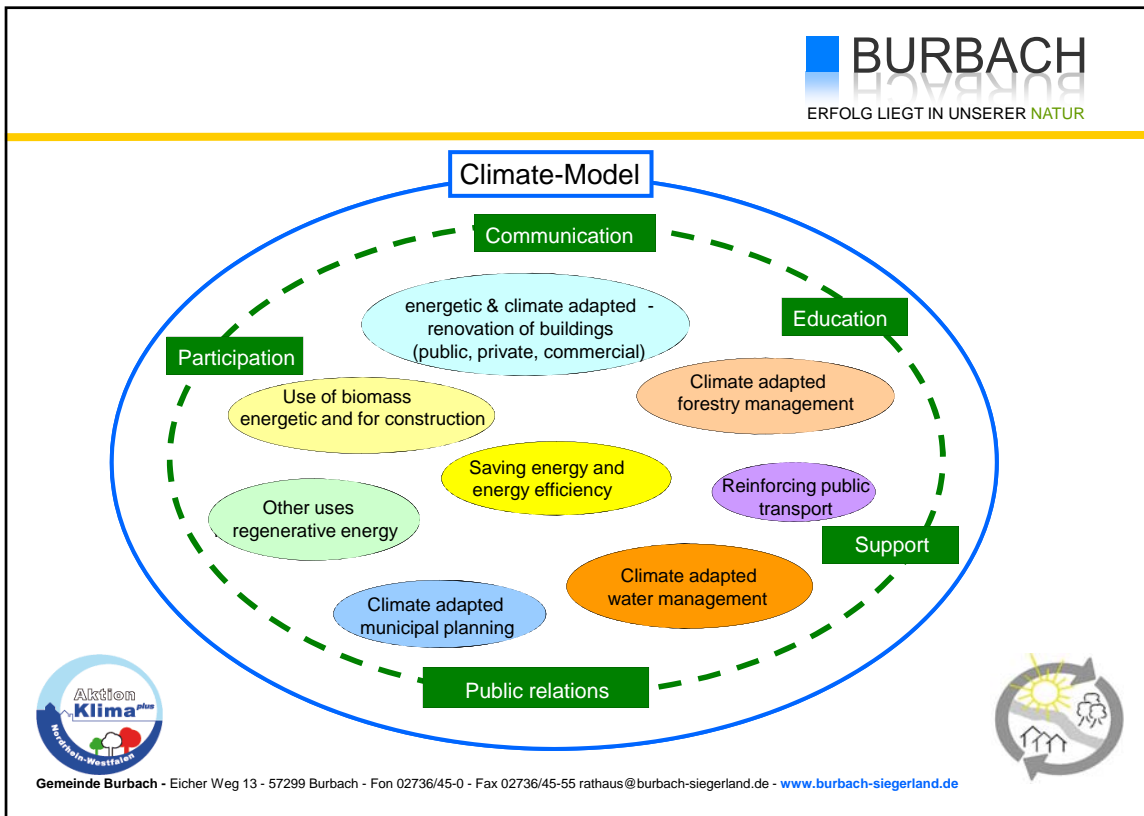 BURBACH
ERFOLG LIEGT IN UNSERER NATUR
Climate-Model
Communication
energetic & climate adapted -
renovation of buildings
(public, private, commercial)
Education
Participation
Climate adapted
forestry management
Use of biomass
energetic and for construction
Saving energy and
energy efficiency
Reinforcing public
transport
Other uses
regenerative energy
Support
Climate adapted
water management
Climate adapted
municipal planning
Public relations
Aktion
Klima plus
Nordrhein-Westfalen
Gemeinde Burbach - Eicher Weg 13 - 57299 Burbach - Fon 02736/45-0 - Fax 02736/45-55 rathaus@burbach-siegerland.de - www.burbach-siegerland.de